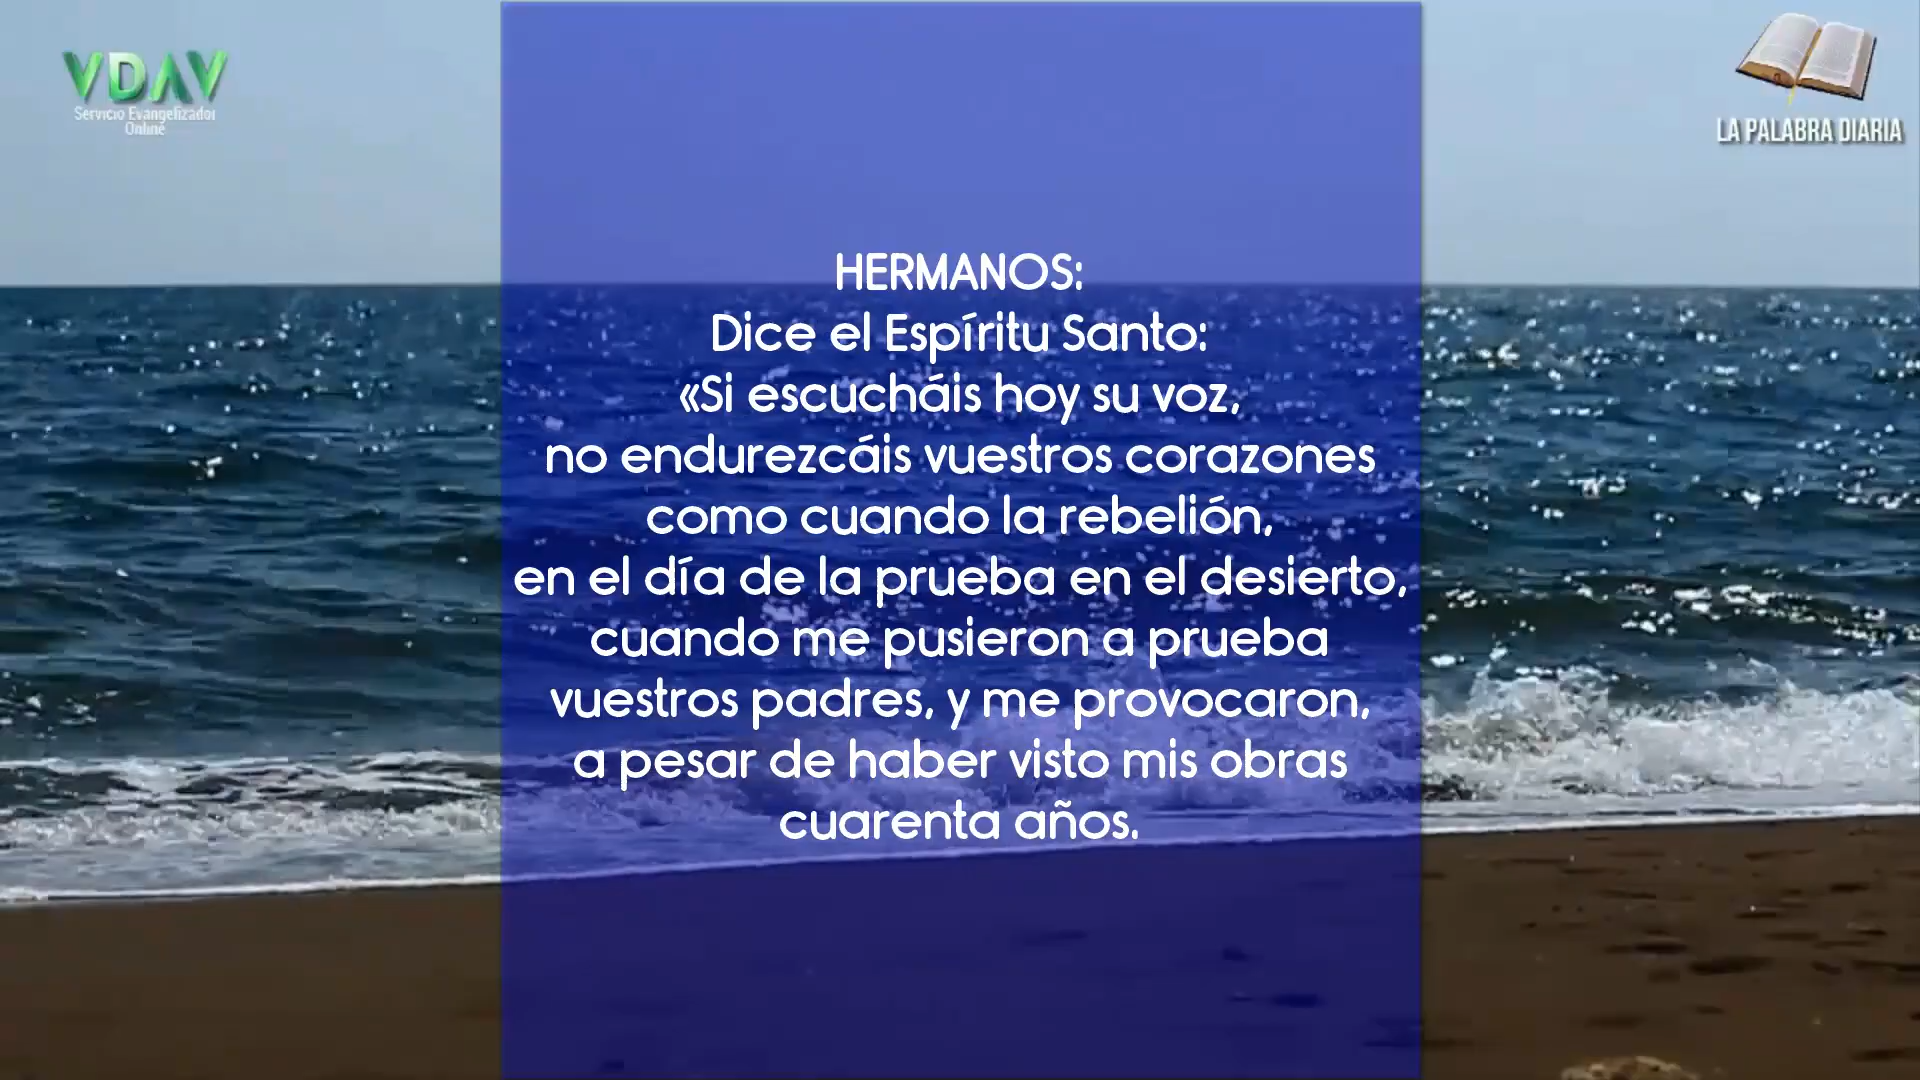 VDAV
Servicio Evangelizador
Online
LA PALABRA DIARIA
HERMANOS:
Dice el Espíritu Santo:
«Si escucháis hoy su voz,
no endurezcáis vuestros corazones
como cuando la rebelión,
en el día de la prueba en el desierto,
cuando me pusieron a prueba
vuestros padres, y me provocaron,
a pesar de haber visto mis obras
cuarenta años.